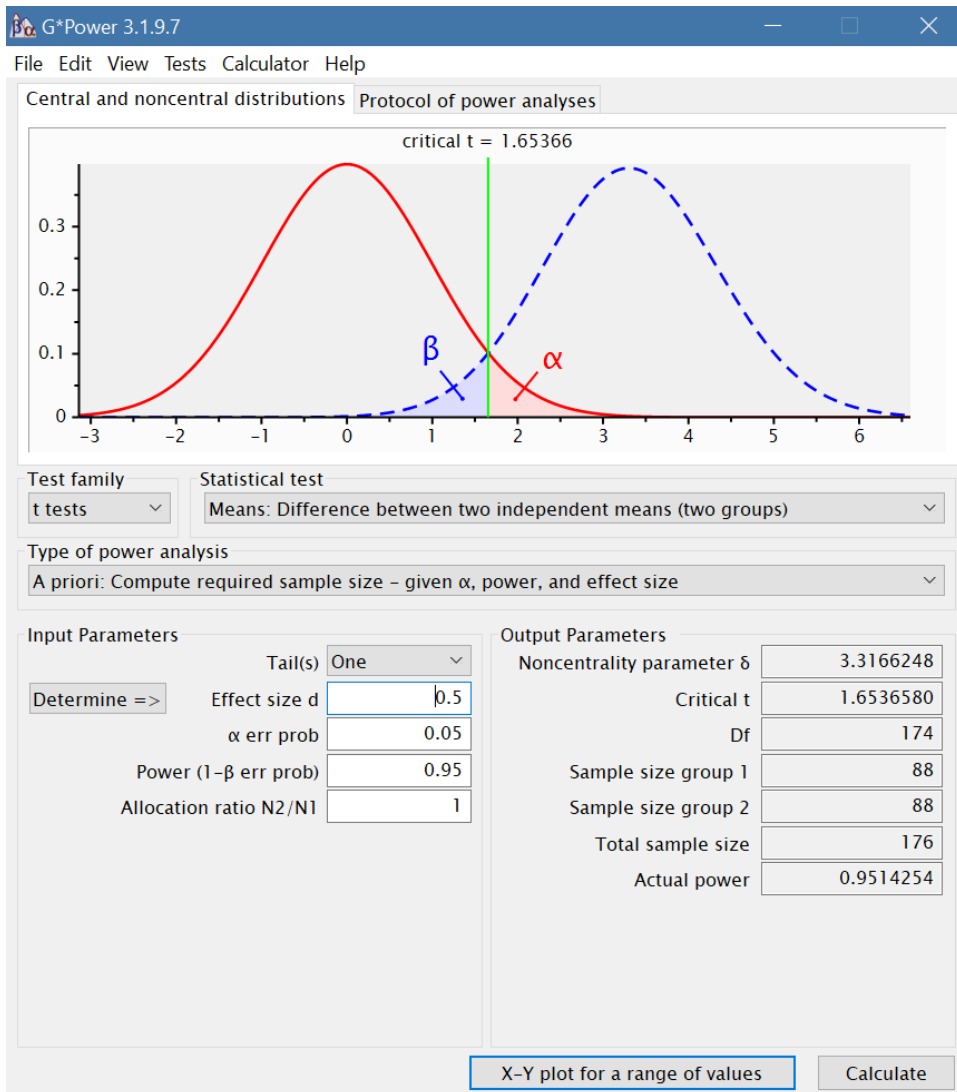 βα G*Power 3.1.9.7
File Edit View Tests Calculator Help
Central and noncentral distributions Protocol of power analyses
critical t = 1.65366
0.3
0.2
0.1
0
β
α
-3 -2 -1 0 1 2 3 4 5 6
Test family
t tests
Statistical test
Means: Difference between two independent means (two groups)
Type of power analysis
A priori: Compute required sample size – given α, power, and effect size
Input Parameters
Tail(s) One
Determine => Effect size d 0.5
α err prob 0.05
Power (1-β err prob) 0.95
Allocation ratio N2/N1 1
Output Parameters
Noncentrality parameter δ 3.3166248
Critical t 1.6536580
Df 174
Sample size group 1 88
Sample size group 2 88
Total sample size 176
Actual power 0.9514254
X-Y plot for a range of values Calculate